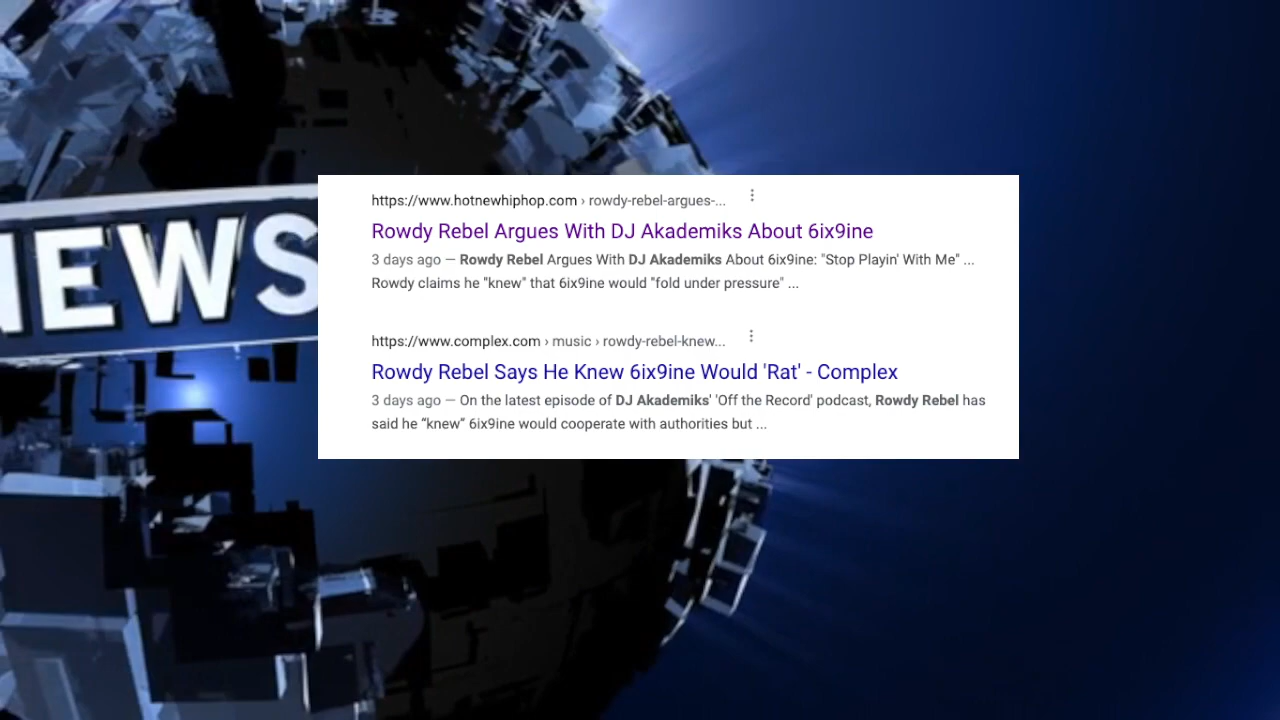 NEWS
https://www.hotnewhiphop.com › rowdy-rebel-argues-...
Rowdy Rebel Argues With DJ Akademiks About 6ix9ine
3 days ago — Rowdy Rebel Argues With DJ Akademiks About 6ix9ine: "Stop Playin' With Me" ...
Rowdy claims he "knew" that 6ix9ine would "fold under pressure" ...
https://www.complex.com › music › rowdy-rebel-knew...
Rowdy Rebel Says He Knew 6ix9ine Would 'Rat' - Complex
3 days ago — On the latest episode of DJ Akademiks' 'Off the Record' podcast, Rowdy Rebel has
said he “knew” 6ix9ine would cooperate with authorities but ...